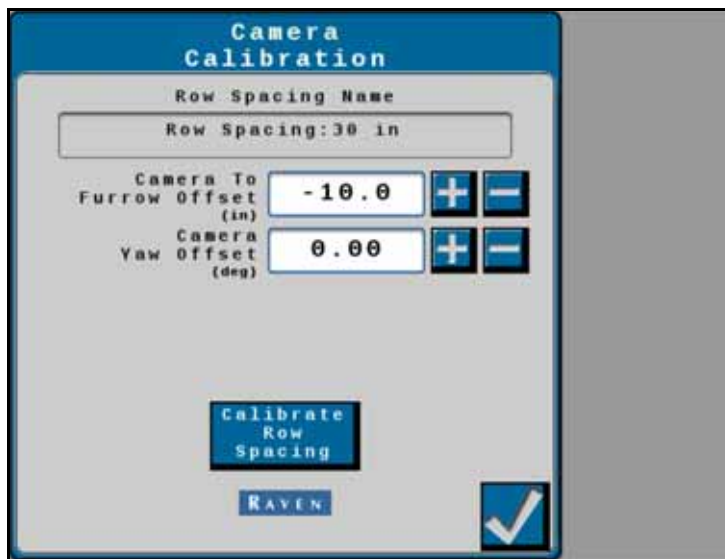 Camera
Calibration
Row Spacing Name
Row Spacing:30 in
Camera To
Furrow Offset
(in)
-10.0
Camera
Yaw Offset
(deg)
0.00
Calibrate
Row
Spacing
RAVEN